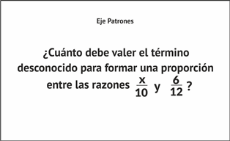 Eje Patrones
¿Cuánto debe valer el término
desconocido para formar una proporción
entre las razones x/10 y 6/12 ?